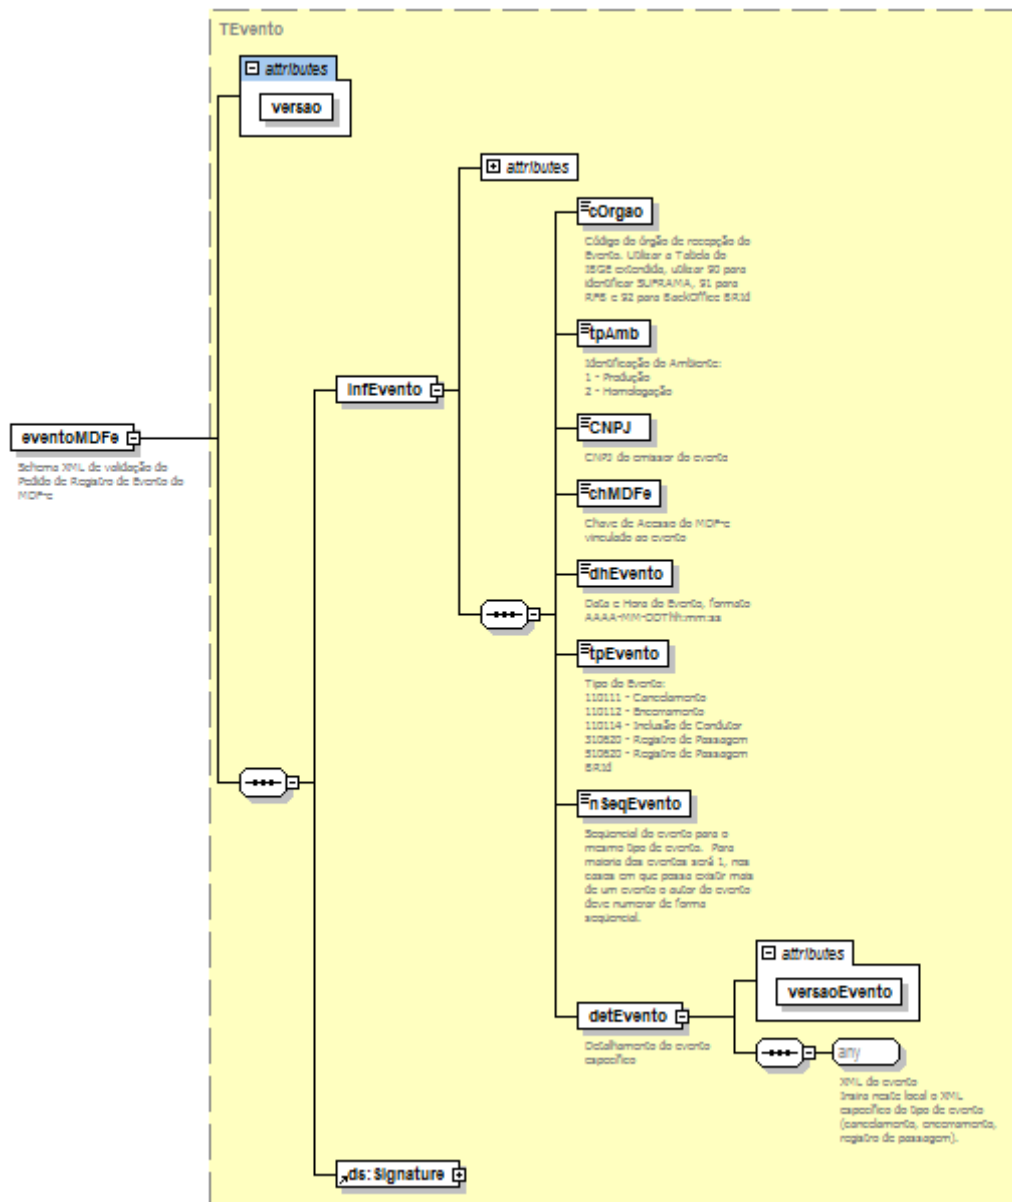 TEvento
attributes
versao
attributes
cOrgao
Código do órgão de recepção do
Evento. Utilizar a Tabela do
IBGE extendida, utilizar 90 para
identificar SUFRAMA, 91 para
RFB e 92 para BackOffice BRId
tpAmb
Identificação do Ambiente:
1 - Produção
2 - Homologação
infEvento
CNPJ
CNPJ do emissor do evento
eventoMDFe
Schema XML de validação do
Pedido de Registro de Evento do
MDF-e
chMDFe
Chave de Acesso do MDF-e
vinculado ao evento
dhEvento
Data e Hora do Evento, formato
AAAA-MM-DDThh:mm:ss
tpEvento
Tipo do Evento:
110111 - Cancelamento
110112 - Encerramento
110114 - Inclusão de Condutor
310620 - Registro de Passagem
510620 - Registro de Passagem
BRId
nSeqEvento
Seqüencial do evento para o
mesmo tipo de evento. Para
maioria dos eventos será 1, nos
casos em que possa existir mais
de um evento o autor do evento
deve numerar de forma
seqüencial.
attributes
versaoEvento
detEvento
Detalhamento do evento
específico
any
XML do evento
Insira neste local o XML
específico do tipo de evento
(cancelamento, encerramento,
registro de passagem).
ds:Signature